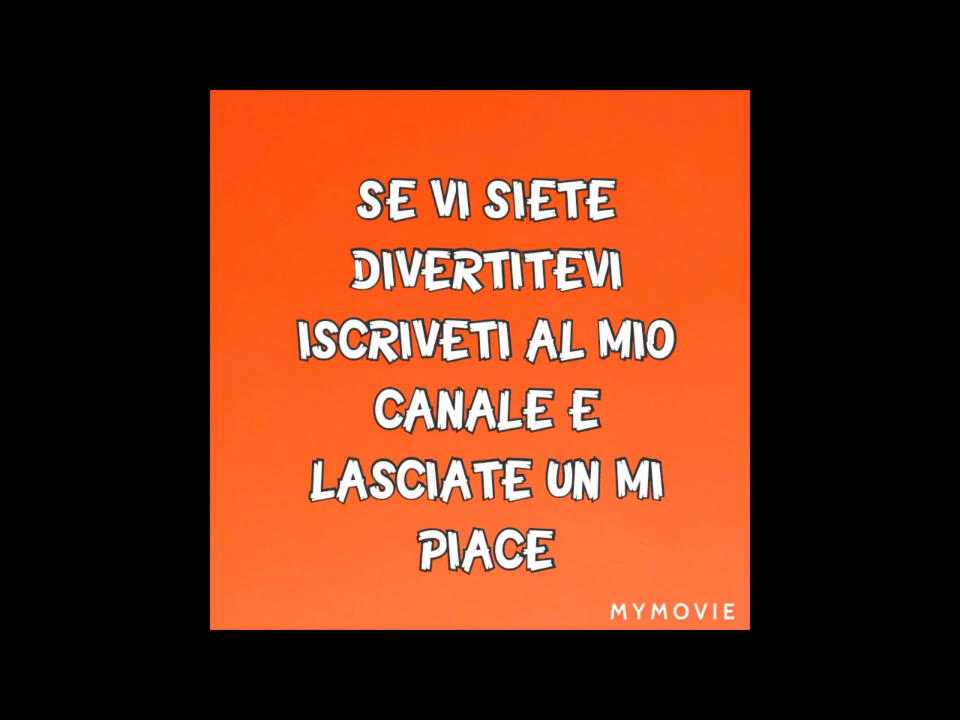 SE VI SIETE
DIVERTITEVI
ISCRIVETI AL MIO
CANALE E
LASCIATE UN MI
PIACE
MYMOVIE